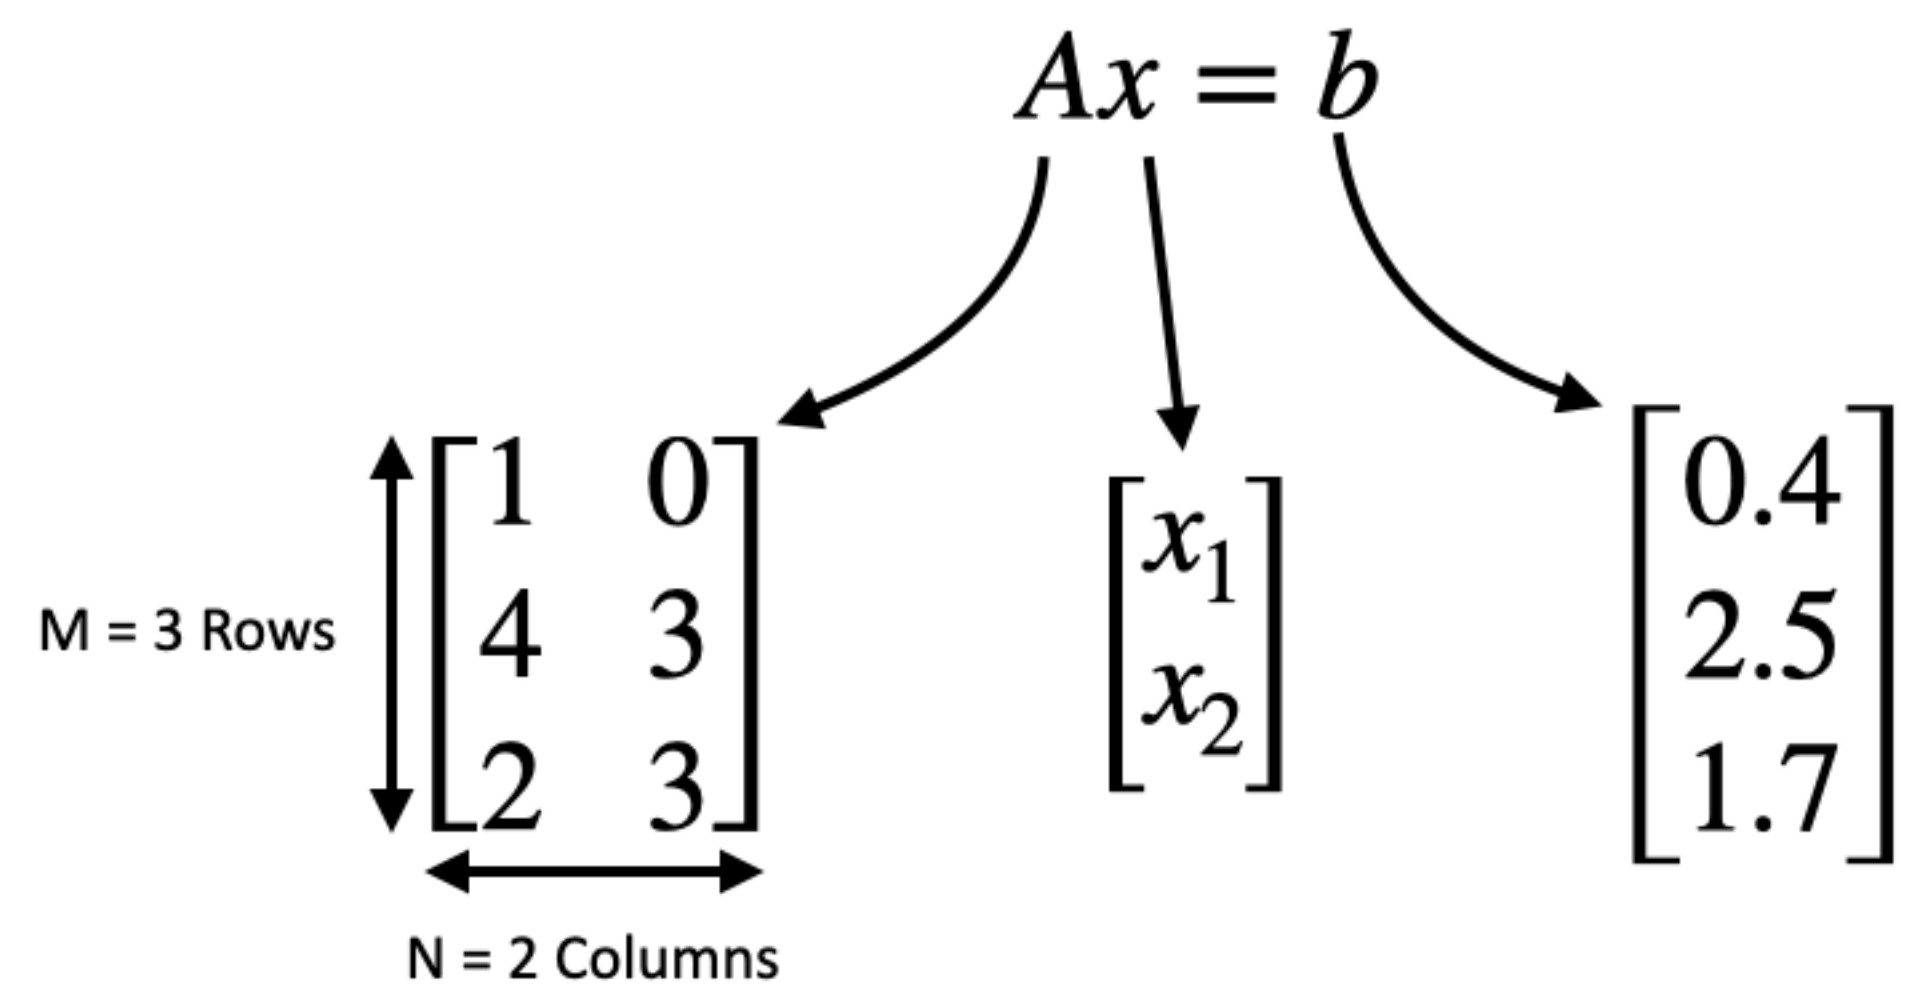 Ax = b
1 0
4 3
2 3
x₁
x₂
0.4
2.5
1.7
M = 3 Rows
N = 2 Columns